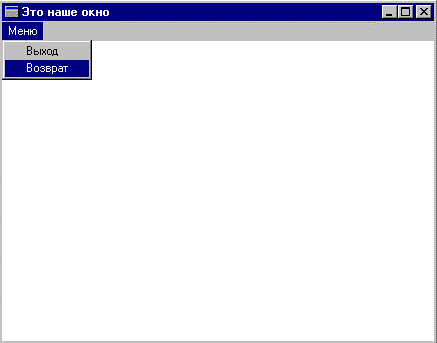 Это наше окно
Меню
Выход
Возврат